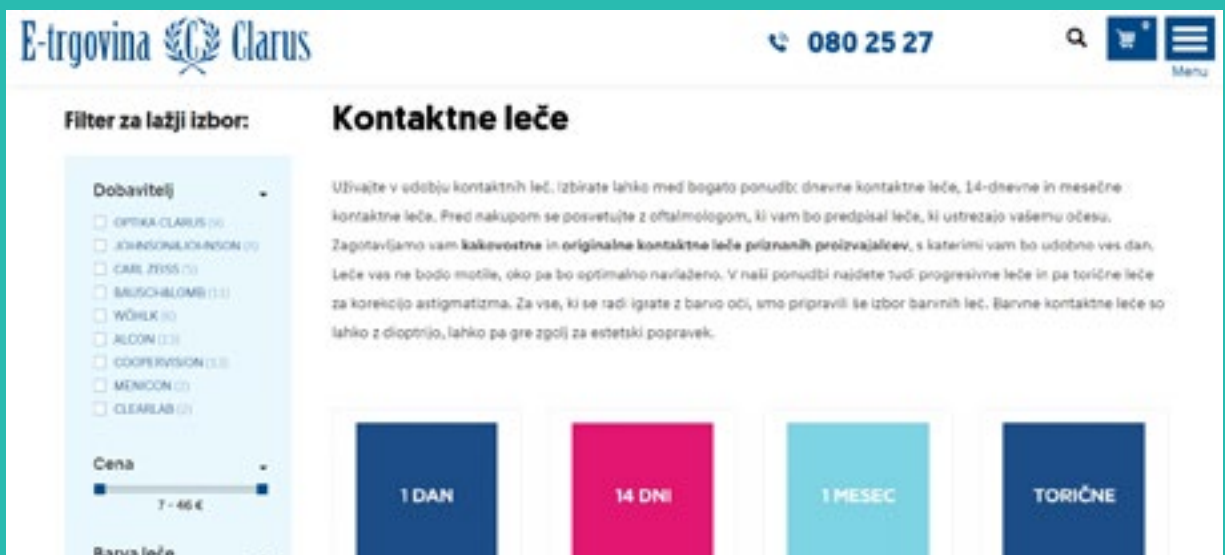 E-trgovina Clarus
080 25 27
Menu
Filter za lažji izbor:
Dobavitelj
OPTIKA CLARUS
JOHNSON&JOHNSON
CARL ZEISS
BAUSCH&LOMB
WÖHLK
ALCON
COOPERVISION
MENICON
CLEARLAB (2)
Cena
7 - 46 €
Barva leče
Kontaktne leče
Uživajte v udobju kontaktnih leč. Izbirate lahko med bogato ponudbo: dnevne kontaktne leče, 14-dnevne in mesečne
kontaktne leče. Pred nakupom se posvetujte z oftalmologom, ki vam bo predpisal leče, ki ustrezajo vašemu očesu.
Zagotavljamo vam kakovostne in originalne kontaktne leče priznanih proizvajalcev, s katerimi vam bo udobno ves dan.
Leče vas ne bodo motile, oko pa bo optimalno navlaženo. V naši ponudbi najdete tudi progresivne leče in pa torične leče
za korekcijo astigmatizma. Za vse, ki se radi igrate z barvo oči, smo pripravili še izbor barvnih leč. Barvne kontaktne leče so
lahko z dioptrijo, lahko pa gre zgolj za estetski popravek.
1 DAN
14 DNI
1 MESEC
TORIČNE